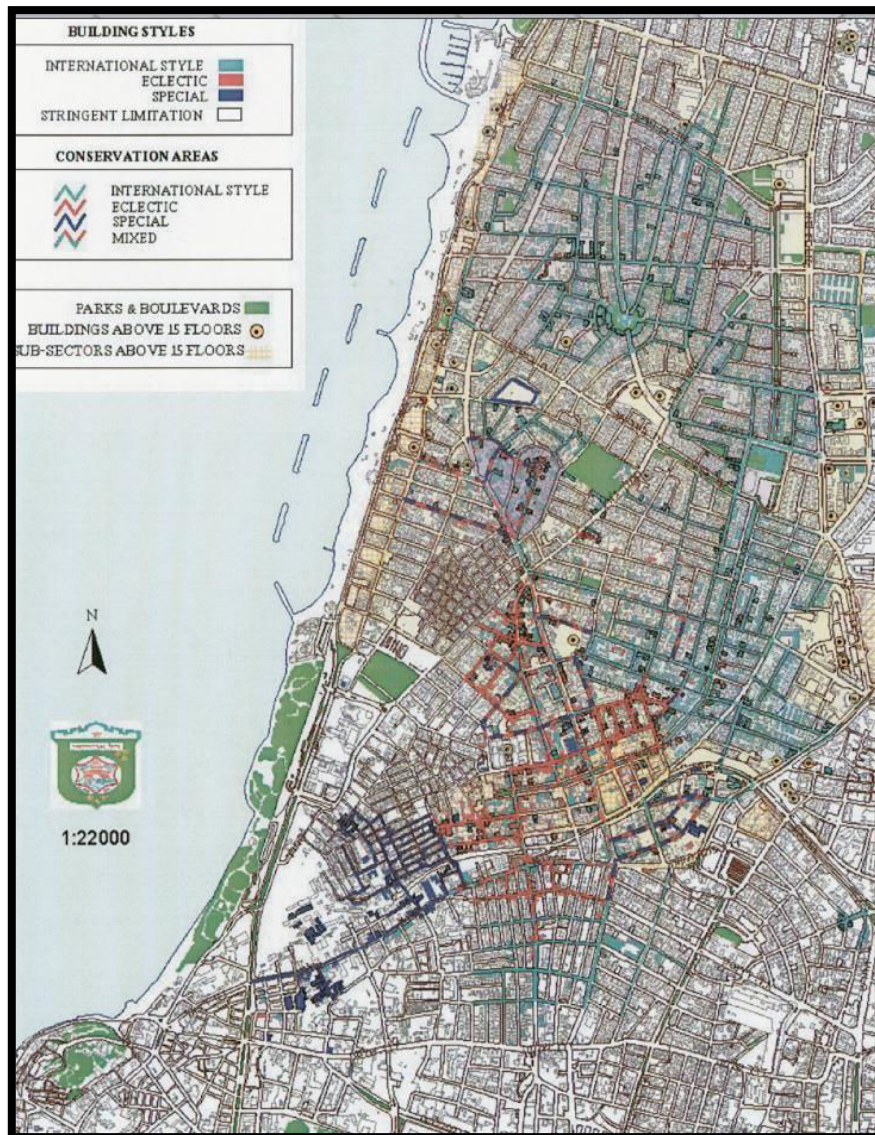 BUILDING STYLES
INTERNATIONAL STYLE
ECLECTIC
SPECIAL
STRINGENT LIMITATION
CONSERVATION AREAS
INTERNATIONAL STYLE
ECLECTIC
SPECIAL
MIXED
PARKS & BOULEVARDS
BUILDINGS ABOVE 15 FLOORS
SUB-SECTORS ABOVE 15 FLOORS
N
1:22000